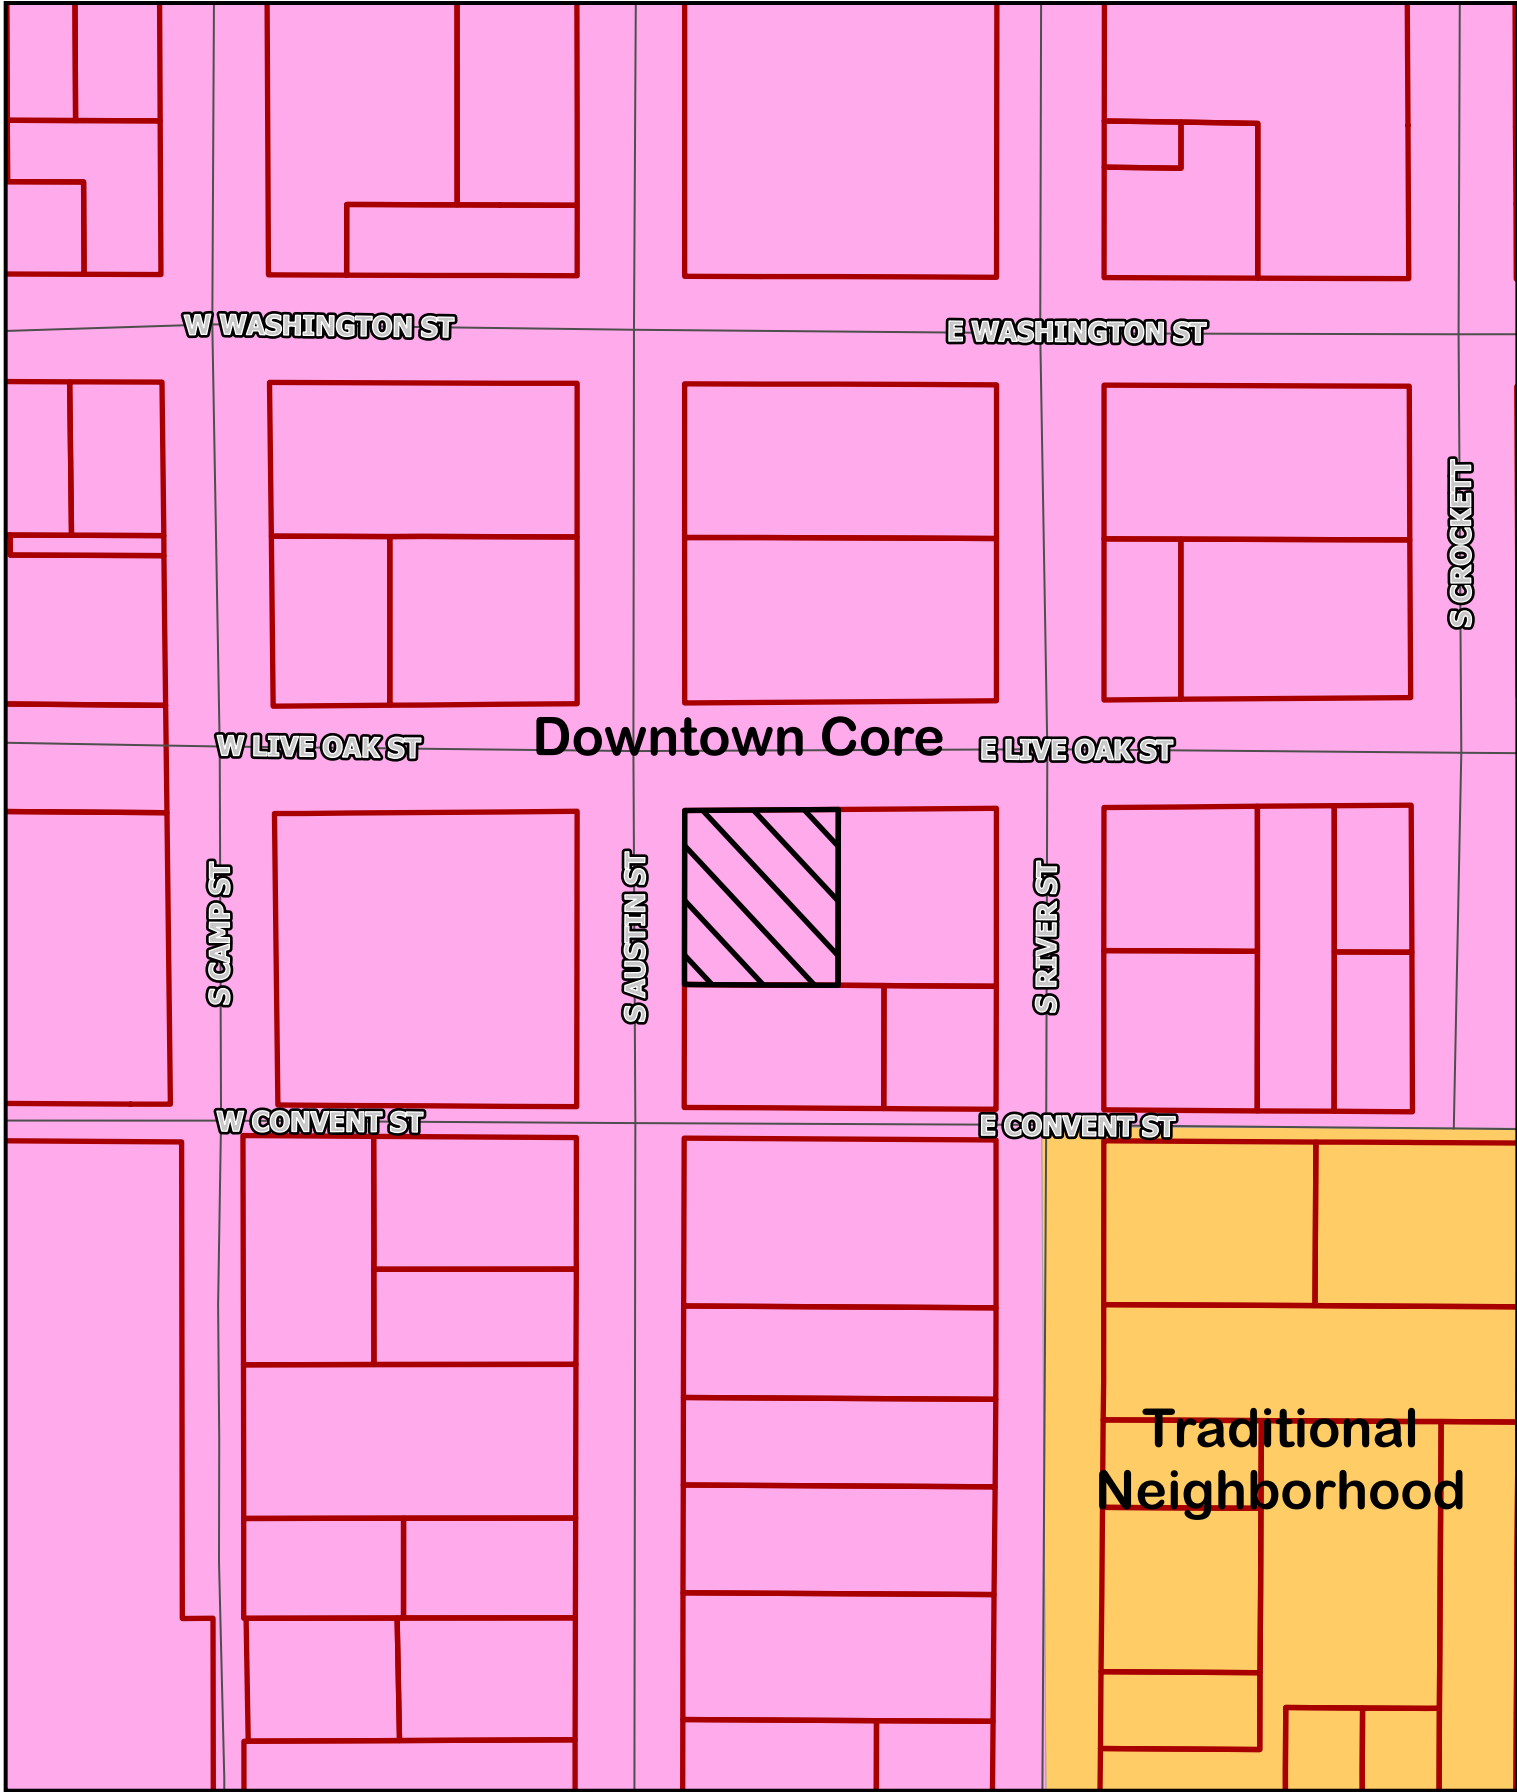 W WASHINGTON ST
E WASHINGTON ST
S CROCKETT
Downtown Core
W LIVE OAK ST
E LIVE OAK ST
S CAMP ST
S AUSTIN ST
S RIVER ST
W CONVENT ST
E CONVENT ST
Traditional
Neighborhood